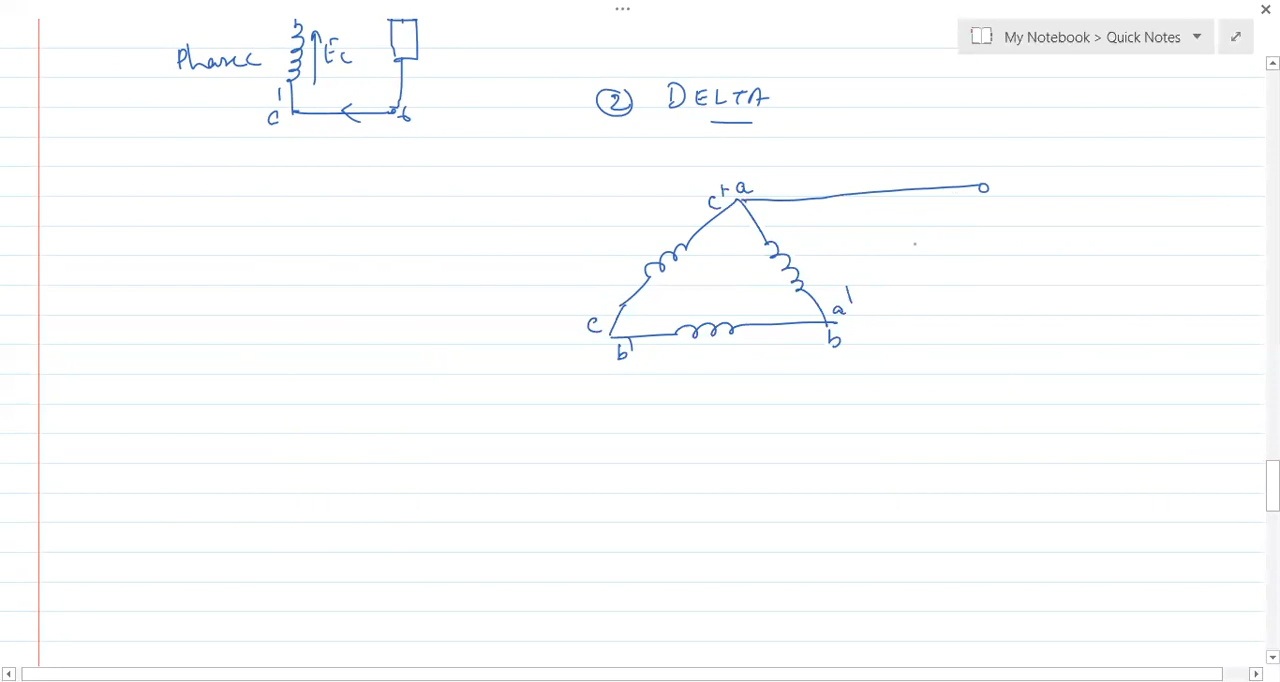 ...
My Notebook > Quick Notes
Phase C
Ec
c'
b
② DELTA
c' a
a'
c
b
b'